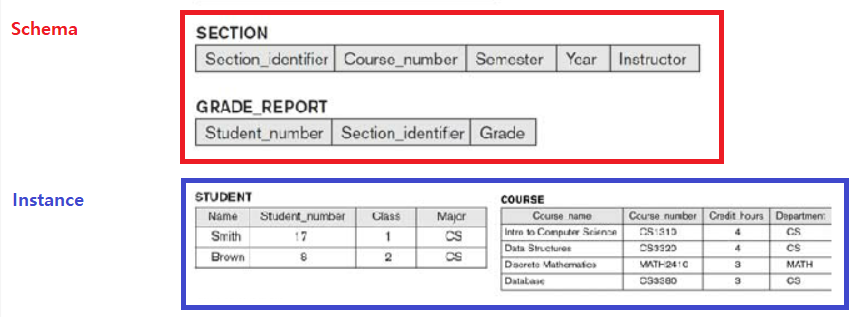 Schema
SECTION
Section_identifier Course_number Semester Year Instructor
GRADE_REPORT
Student_number Section_identifier Grade
Instance
STUDENT
Name Student_number Class Major
Smith 17 1 CS
Brown 8 2 CS
COURSE
Course_name Course_number Credit_hours Department
Intro to Computer Science CS1310 4 CS
Data Structures CS3320 4 CS
Discrete Mathematics MATH2410 3 MATH
Database CS3380 3 CS